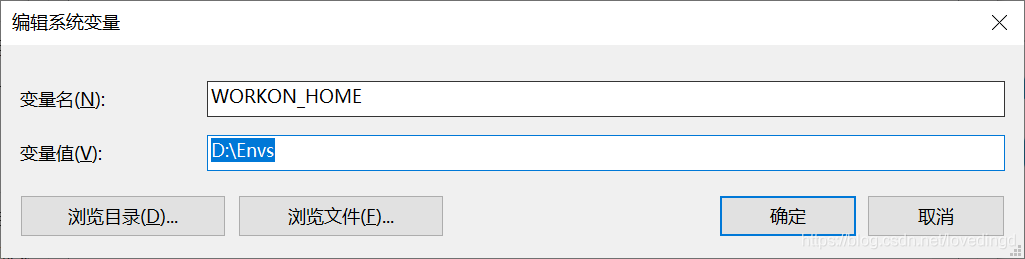 编辑系统变量
变量名(N):
WORKON_HOME
变量值(V):
D:\Envs
浏览目录(D)...
浏览文件(F)...
确定
取消
https://blog.csdn.net/lovedingd